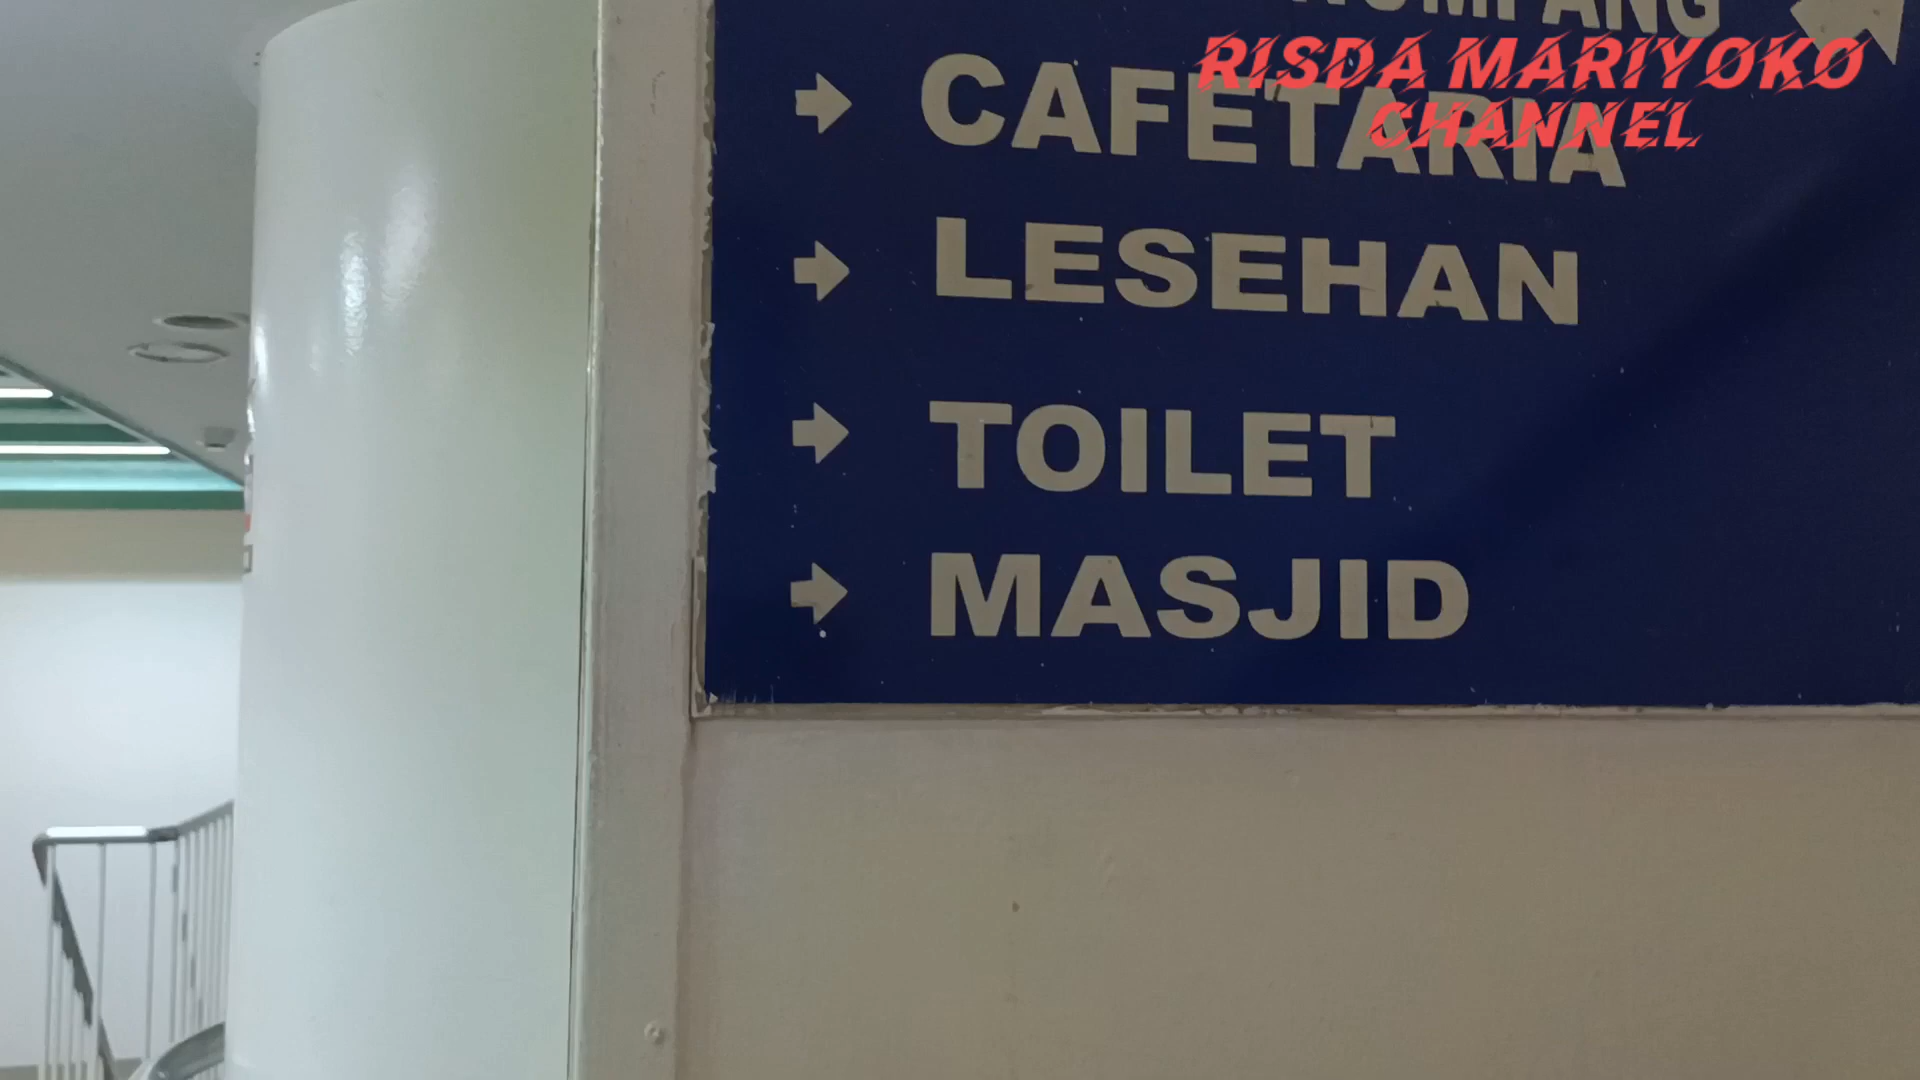 RISDA MARIYOKO
CHANNEL
CAFETARIA
LESEHAN
TOILET
MASJID